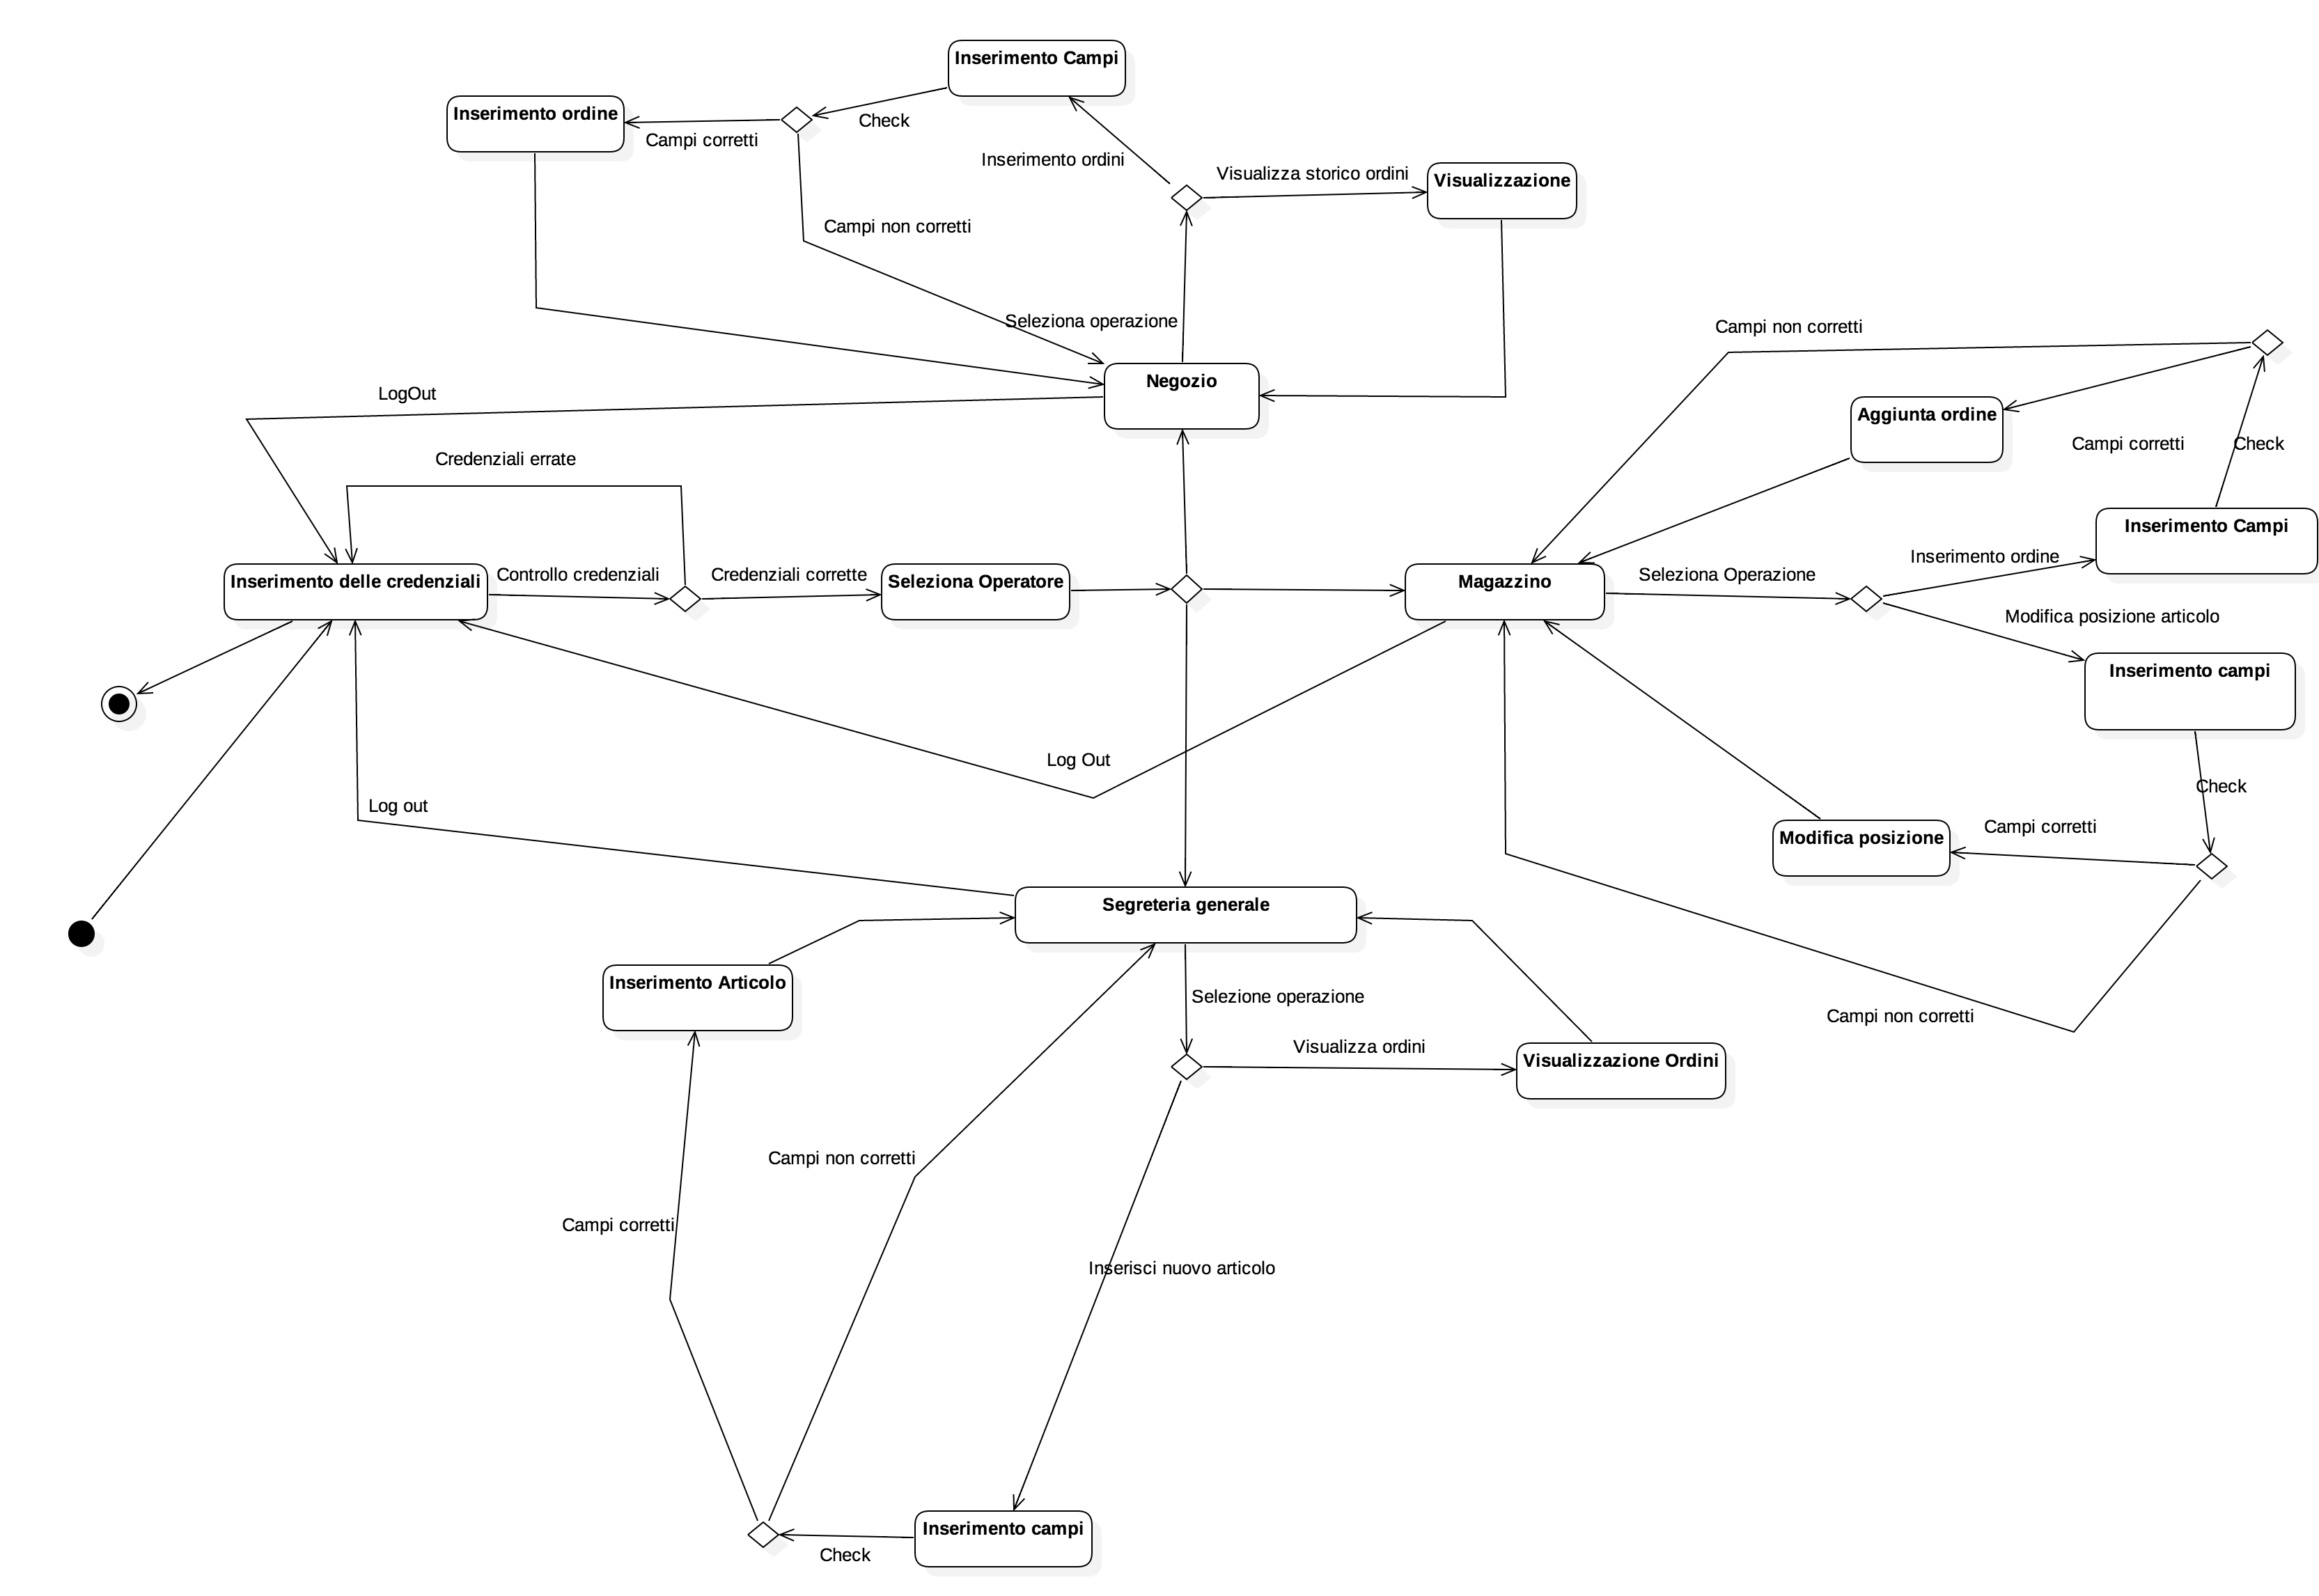 Inserimento Campi
Inserimento ordine
Check
Campi corretti
Inserimento ordini
Visualizza storico ordini
Visualizzazione
Campi non corretti
Seleziona operazione
Campi non corretti
Negozio
LogOut
Aggiunta ordine
Campi corretti
Check
Credenziali errate
Inserimento Campi
Inserimento ordine
Inserimento delle credenziali
Controllo credenziali
Credenziali corrette
Seleziona Operatore
Magazzino
Seleziona Operazione
Modifica posizione articolo
Inserimento campi
Log Out
Check
Log out
Campi corretti
Modifica posizione
Segreteria generale
Inserimento Articolo
Selezione operazione
Campi non corretti
Visualizza ordini
Visualizzazione Ordini
Campi non corretti
Campi corretti
Inserisci nuovo articolo
Inserimento campi
Check